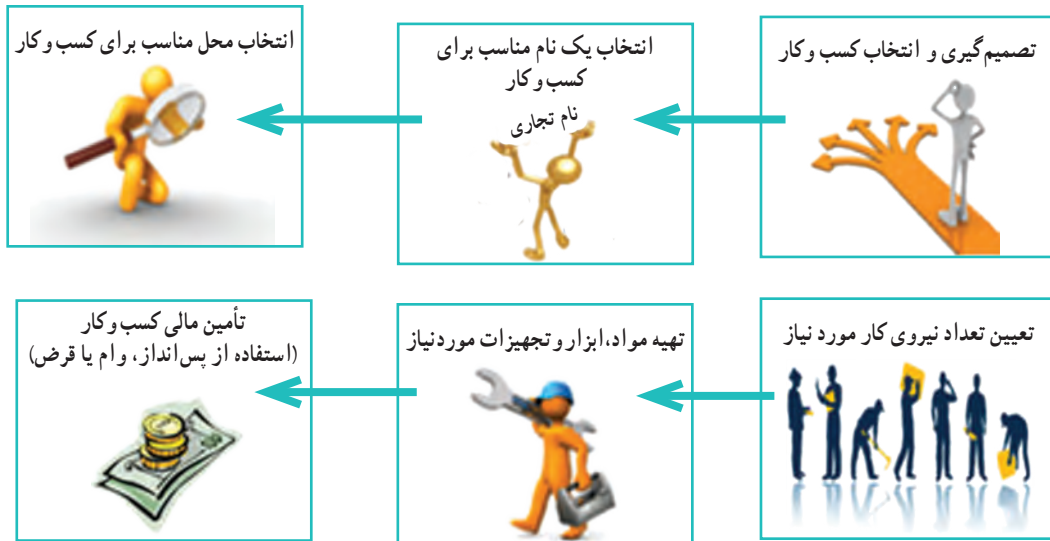 تصمیم‌گیری و انتخاب کسب و کار
انتخاب یک نام مناسب برای
کسب و کار
نام تجاری
انتخاب محل مناسب برای کسب و کار
تعیین تعداد نیروی کار مورد نیاز
تهیه مواد، ابزار و تجهیزات موردنیاز
تأمین مالی کسب و کار
(استفاده از پس‌انداز، وام یا قرض)